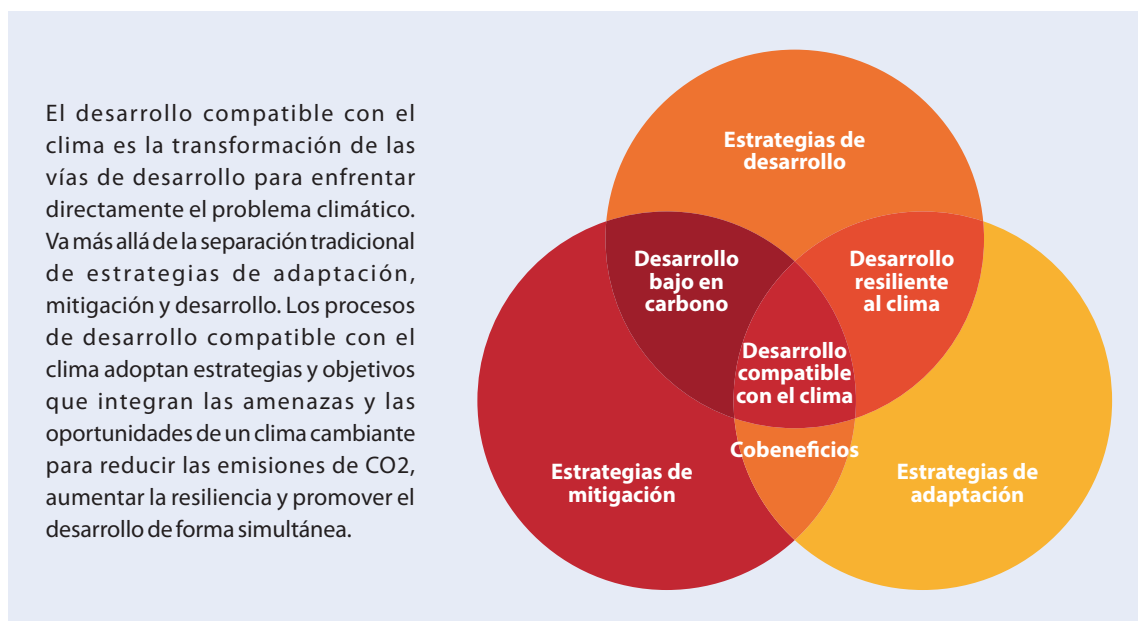 El desarrollo compatible con el
clima es la transformación de las
vías de desarrollo para enfrentar
directamente el problema climático.
Va más allá de la separación tradicional
de estrategias de adaptación,
mitigación y desarrollo. Los procesos
de desarrollo compatible con el
clima adoptan estrategias y objetivos
que integran las amenazas y las
oportunidades de un clima cambiante
para reducir las emisiones de CO2,
aumentar la resiliencia y promover el
desarrollo de forma simultánea.
Estrategias de
desarrollo
Desarrollo
bajo en
carbono
Desarrollo
resiliente
al clima
Desarrollo
compatible
con el clima
Cobeneficios
Estrategias de
mitigación
Estrategias de
adaptación